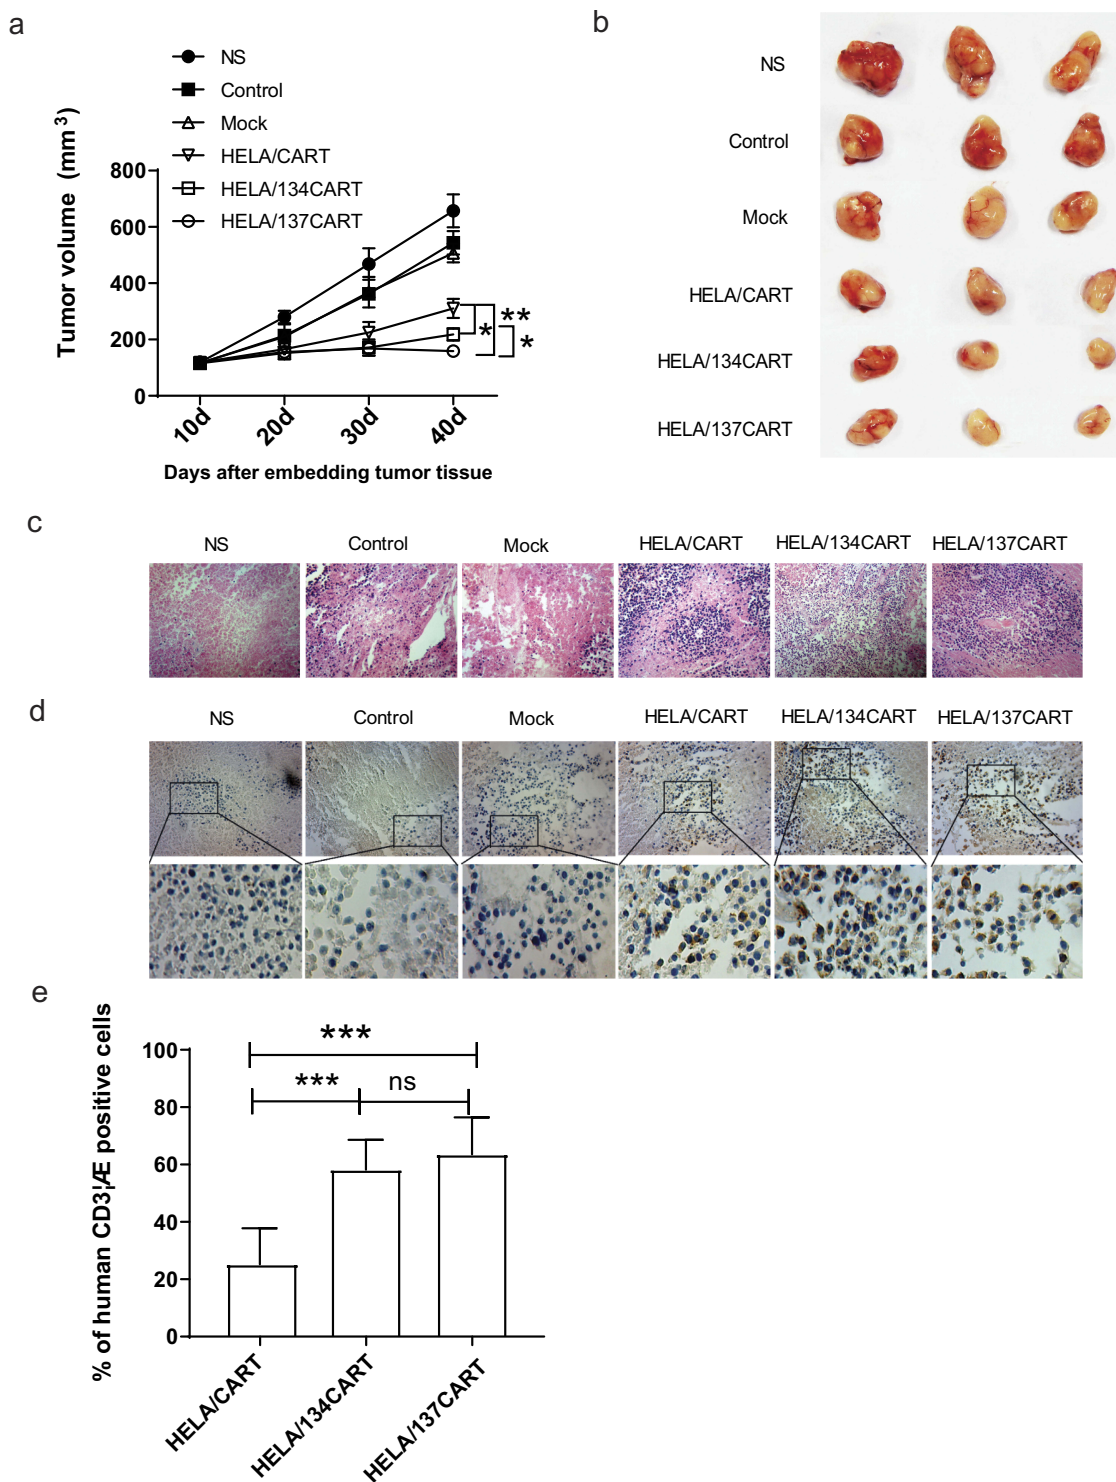 a
NS
Control
Mock
HELA/CART
HELA/134CART
HELA/137CART
Tumor volume (mm³)
800
600
400
200
0
**
*
*
10d
20d
30d
40d
Days after embedding tumor tissue
b
NS
Control
Mock
HELA/CART
HELA/134CART
HELA/137CART
c
NS Control Mock HELA/CART HELA/134CART HELA/137CART
d
NS Control Mock HELA/CART HELA/134CART HELA/137CART
e
% of human CD3¡Æ positive cells
100
80
60
40
20
0
***
*** ns
HELA/CART
HELA/134CART
HELA/137CART